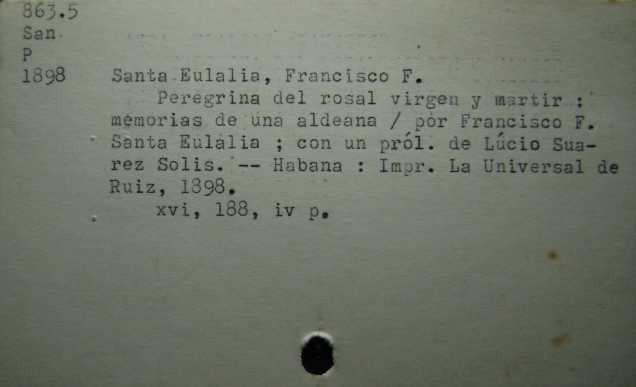 863.5
San
P
1898 Santa Eulalia, Francisco F.
Peregrina del rosal virgen y martir :
memorias de una aldeana / por Francisco F.
Santa Eulalia ; con un pról. de Lúcio Sua-
rez Solis. -- Habana : Impr. La Universal de
Ruiz, 1898.
xvi, 188, iv p.